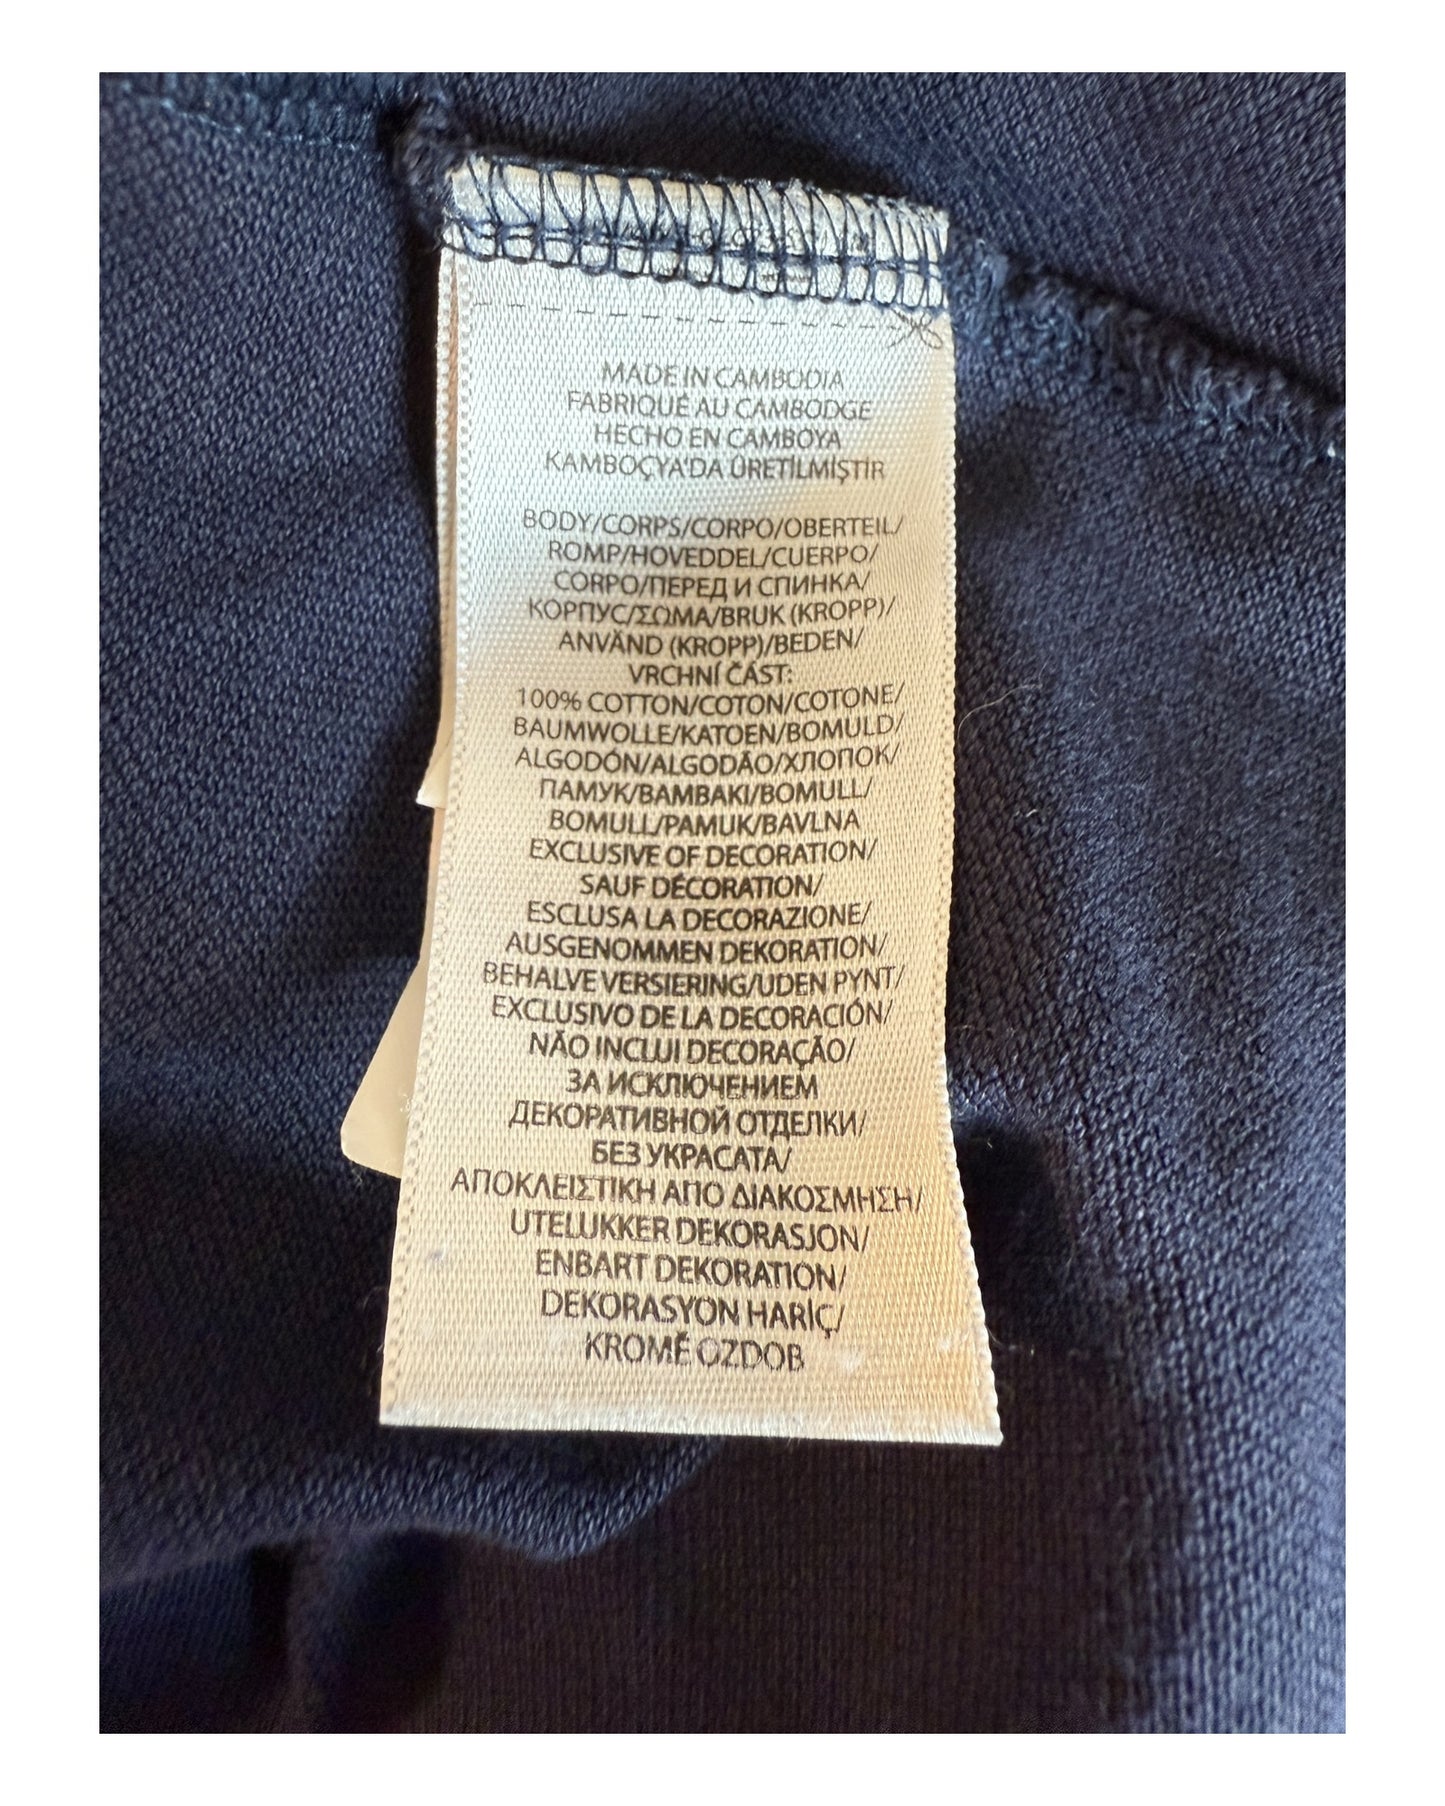 MADE IN CAMBODIA
FABRIQUÉ AU CAMBODGE
HECHO EN CAMBOYA
KAMBOÇYA'DA ÜRETİLMİŞTİR
BODY/CORPS/CORPO/OBERTEIL/
ROMP/HOVEDDEL/CUERPO/
CORPO/ПЕРЕД И СПИНКА/
КОРПУС/ΣΩΜΑ/BRUK (KROPP)/
ANVÄND (KROPP)/BEDEN/
VRCHNÍ ČÁST:
100% COTTON/COTON/COTONE/
BAUMWOLLE/KATOEN/BOMULD/
ALGODÓN/ALGODÃO/ХЛОПОК/
ПАМУК/ΒΑΜΒΑΚΙ/BOMULL/
BOMULL/PAMUK/BAVLNA
EXCLUSIVE OF DECORATION/
SAUF DÉCORATION/
ESCLUSA LA DECORAZIONE/
AUSGENOMMEN DEKORATION/
BEHALVE VERSIERING/UDEN PYNT/
EXCLUSIVO DE LA DECORACIÓN/
NÃO INCLUI DECORAÇÃO/
ЗА ИСКЛЮЧЕНИЕМ
ДЕКОРАТИВНОЙ ОТДЕЛКИ/
БЕЗ УКРАСАТА/
ΑΠΟΚΛΕΙΣΤΙΚΗ ΑΠΟ ΔΙΑΚΟΣΜΗΣΗ/
UTELUKKER DEKORASJON/
ENBART DEKORATION/
DEKORASYON HARİÇ/
KROMĚ OZDOB